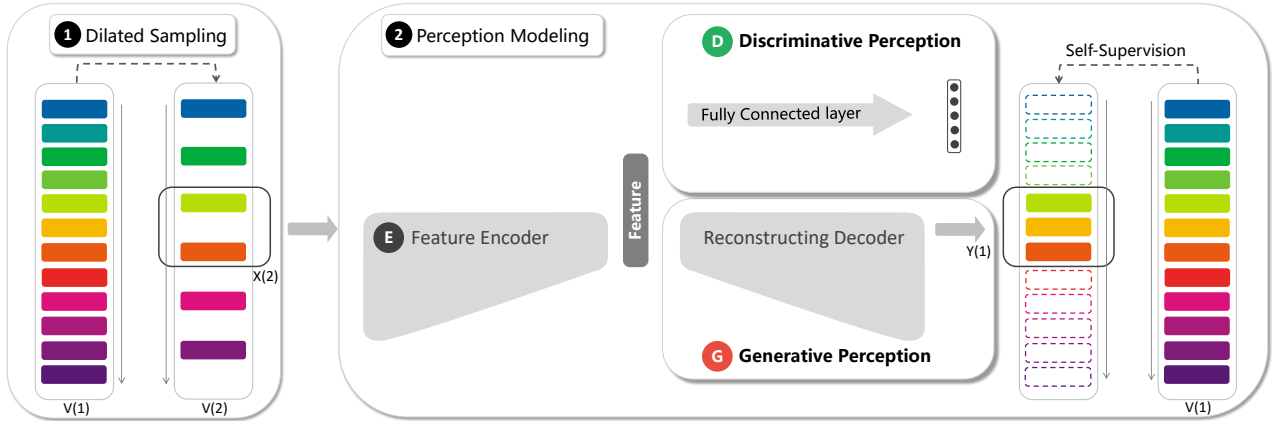 1 Dilated Sampling
V(1)
V(2)
X(2)
2 Perception Modeling
E Feature Encoder
Feature
D Discriminative Perception
Fully Connected layer
Reconstructing Decoder
G Generative Perception
Y(1)
Self-Supervision
V(1)